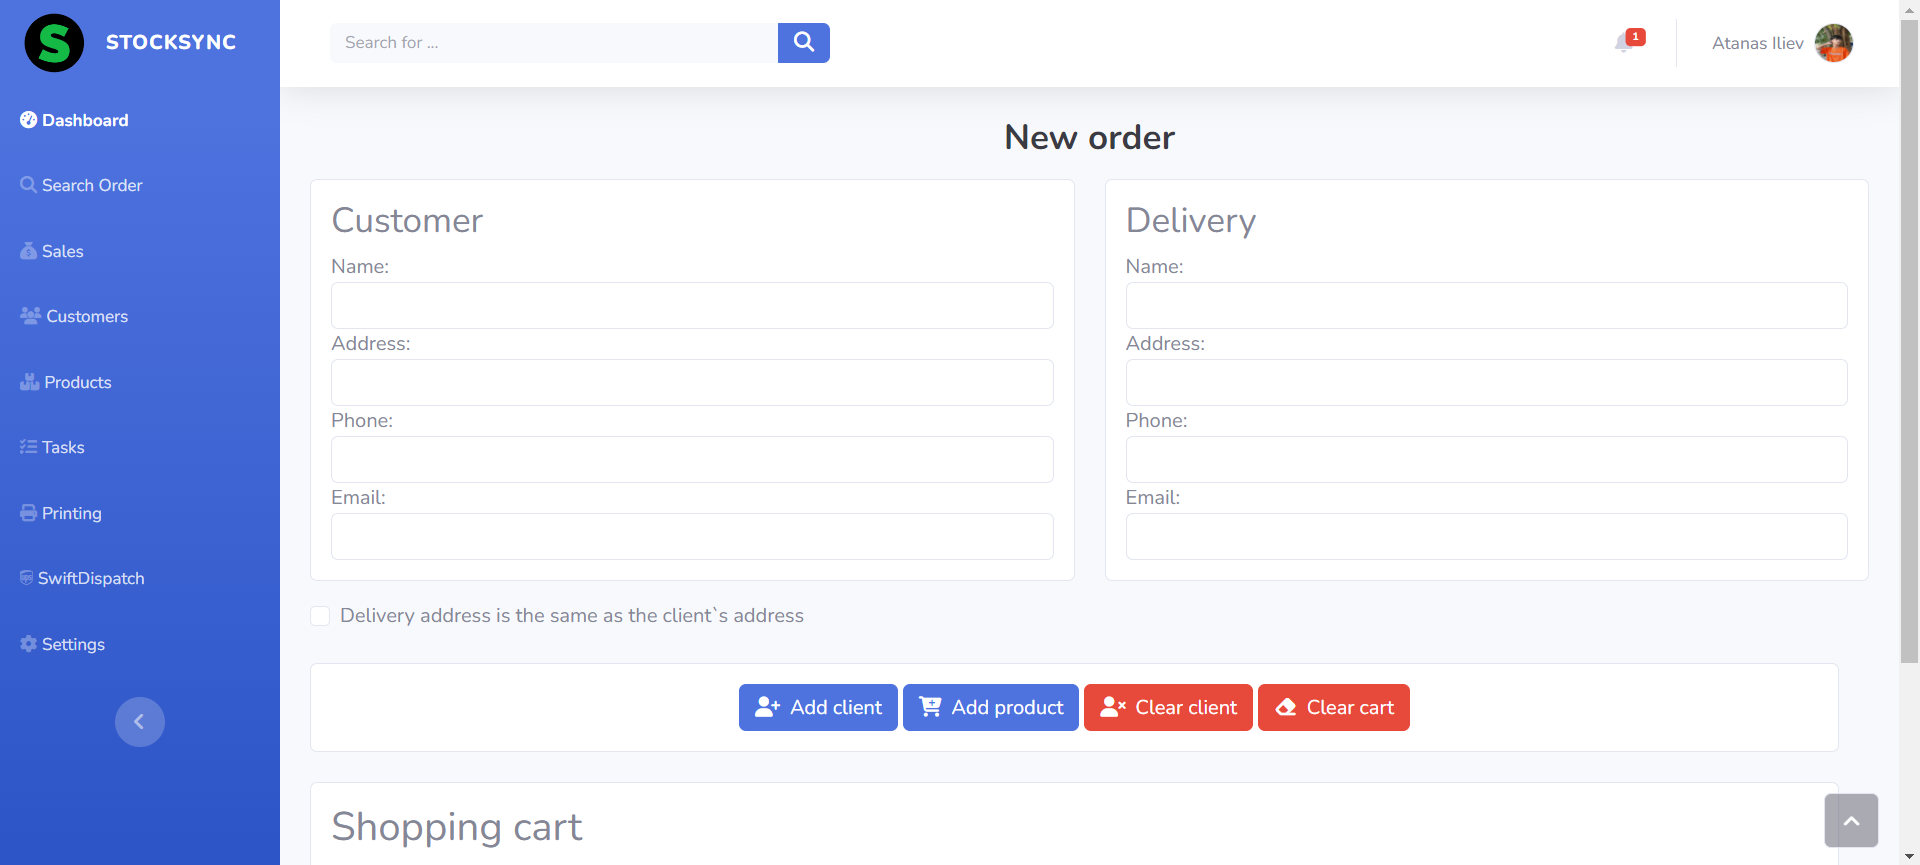 S
STOCKSYNC
Search for ...
1
Atanas Iliev
Dashboard
Search Order
Sales
Customers
Products
Tasks
Printing
SwiftDispatch
Settings
New order
Customer
Name:
Address:
Phone:
Email:
Delivery
Name:
Address:
Phone:
Email:
Delivery address is the same as the client`s address
Add client
Add product
Clear client
Clear cart
Shopping cart